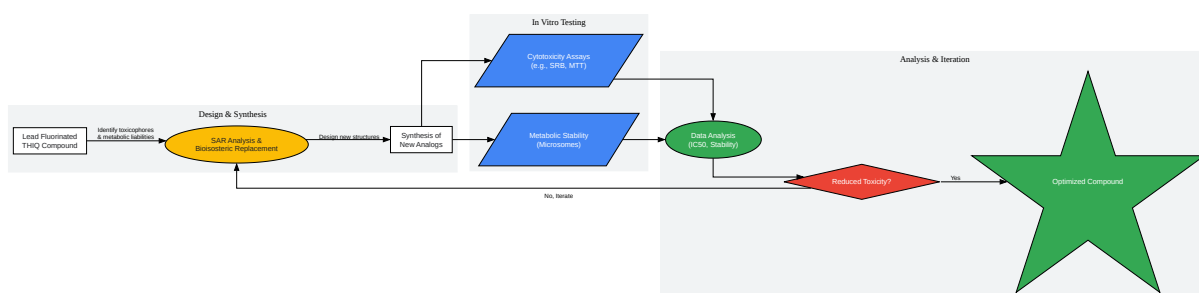 In Vitro Testing
Cytotoxicity Assays
(e.g., SRB, MTT)
Analysis & Iteration
Design & Synthesis
Lead Fluorinated
THIQ Compound
Identify toxicophores
& metabolic liabilities
SAR Analysis &
Bioisosteric Replacement
Design new structures
Synthesis of
New Analogs
Metabolic Stability
(Microsomes)
Data Analysis
(IC50, Stability)
Reduced Toxicity?
Yes
Optimized Compound
No, Iterate